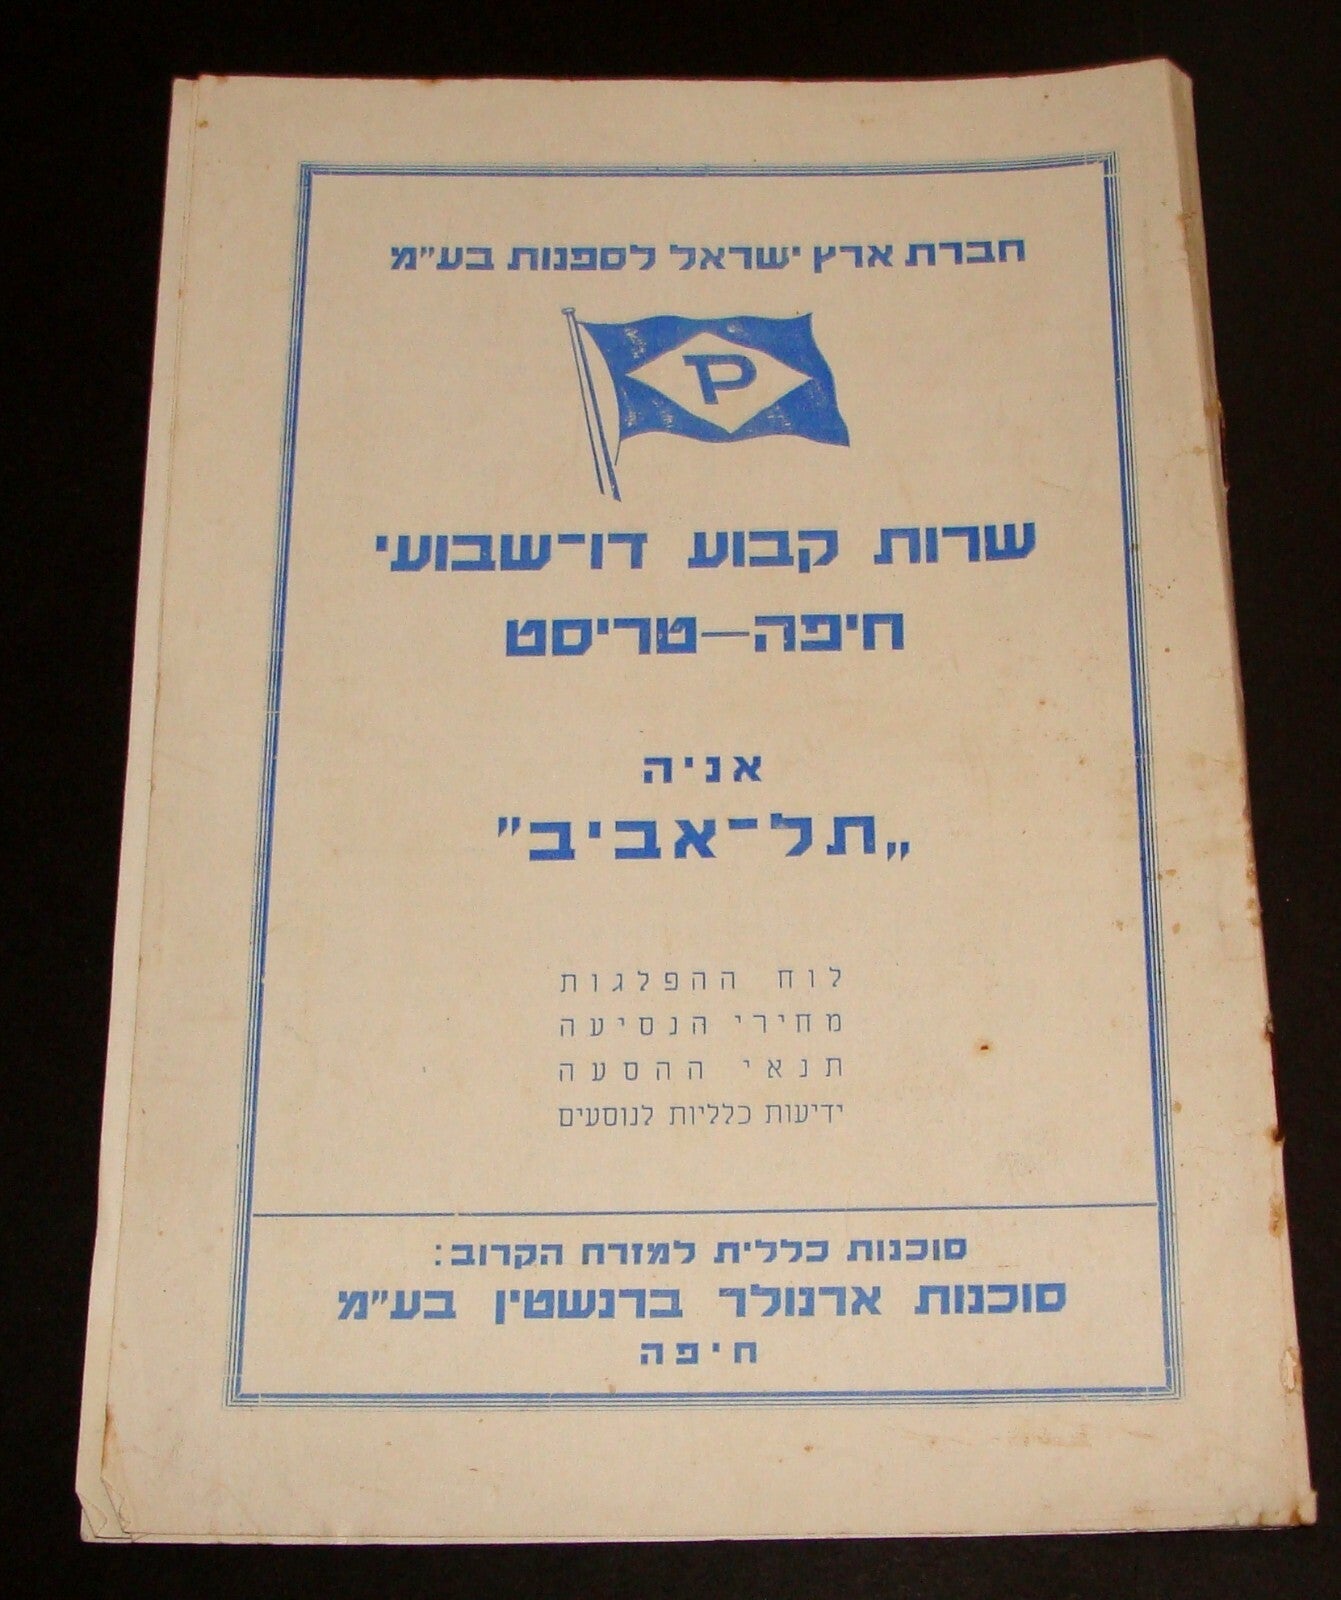 חברת ארץ ישראל לספנות בע"מ
P
שרות קבוע דו־שבועי
חיפה—טריסט
אניה
„תל־אביב"
לוח ההפלגות
מחירי הנסיעה
תנאי ההסעה
ידיעות כלליות לנוסעים
סוכנות כללית למזרח הקרוב:
סוכנות ארנולד ברנשטין בע"מ
חיפה